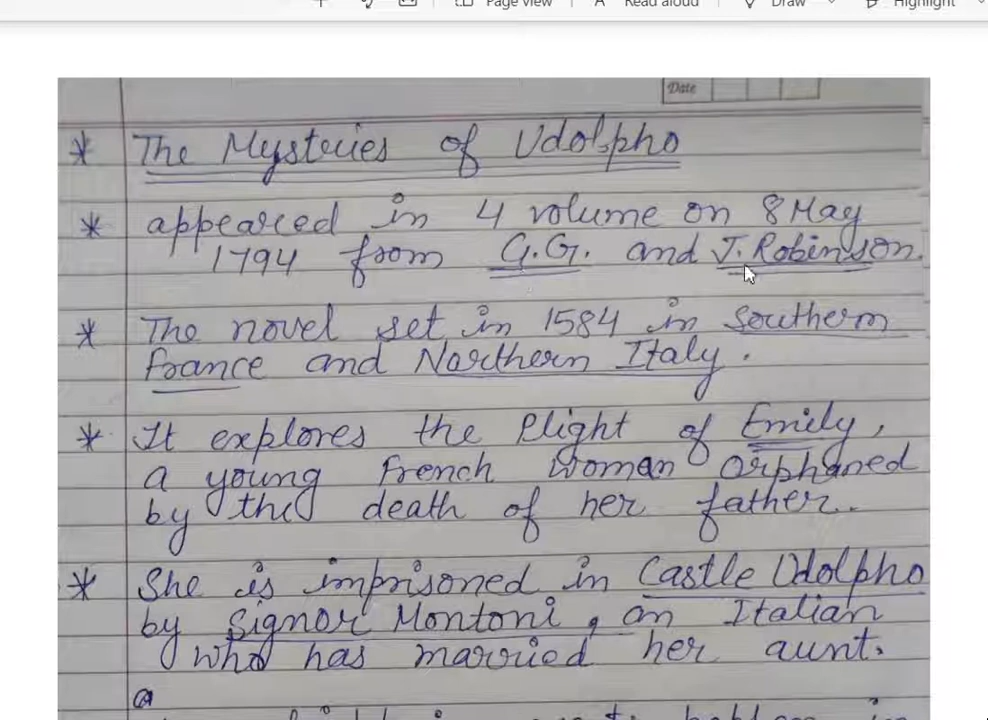 Page view Read aloud Draw Highlight
Date
* The Mysteries of Udolpho
* appeared in 4 volume on 8 May
1794 from G.G. and J. Robinson.
* The novel set in 1584 in Southern
France and Northern Italy.
* It explores the Plight of Emily,
a young French woman orphaned
by the death of her father..
* She is imprisoned in Castle Udolpho
by Signor Montoni, an Italian
who has married her aunt.